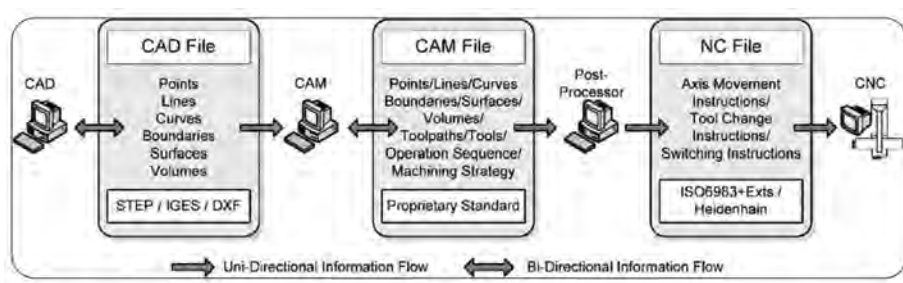 CAD
CAD File
Points
Lines
Curves
Boundaries
Surfaces
Volumes
STEP / IGES / DXF
CAM
CAM File
Points/Lines/Curves
Boundaries/Surfaces/
Volumes/
Toolpaths/Tools/
Operation Sequence/
Machining Strategy
Proprietary Standard
Post-
Processor
NC File
Axis Movement
Instructions/
Tool Change
Instructions/
Switching Instructions
ISO6983+Exts /
Heidenhain
CNC
Uni-Directional Information Flow
Bi-Directional Information Flow